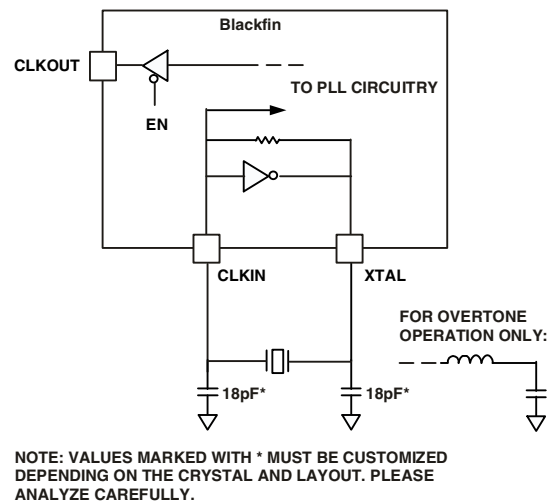 Blackfin
CLKOUT
TO PLL CIRCUITRY
EN
CLKIN
XTAL
FOR OVERTONE
OPERATION ONLY:
18pF*
18pF*
NOTE: VALUES MARKED WITH * MUST BE CUSTOMIZED
DEPENDING ON THE CRYSTAL AND LAYOUT. PLEASE
ANALYZE CAREFULLY.